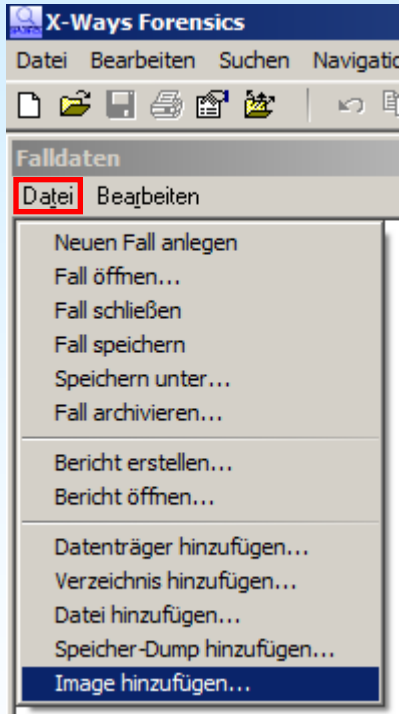 X-Ways Forensics
Datei Bearbeiten Suchen
Falldaten
Datei Bearbeiten
Neuen Fall anlegen
Fall öffnen...
Fall schließen
Fall speichern
Speichern unter...
Fall archivieren...
Bericht erstellen...
Bericht öffnen...
Datenträger hinzufügen...
Verzeichnis hinzufügen...
Datei hinzufügen...
Speicher-Dump hinzufügen...
Image hinzufügen...